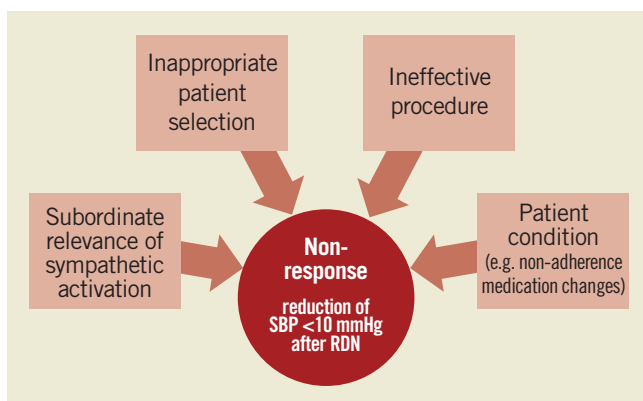 Inappropriate
patient
selection
Ineffective
procedure
Subordinate
relevance of
sympathetic
activation
Patient
condition
(e.g. non-adherence
medication changes)
Non-
response
reduction of
SBP <10 mmHg
after RDN